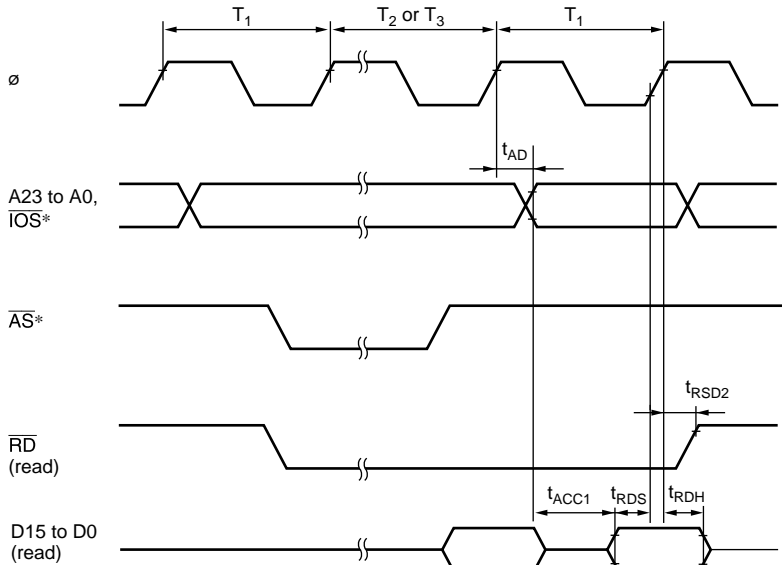 T1 T2 or T3 T1
ø
tAD
A23 to A0,
IOS*
AS*
tRSD2
RD
(read)
tACC1 tRDS tRDH
D15 to D0
(read)